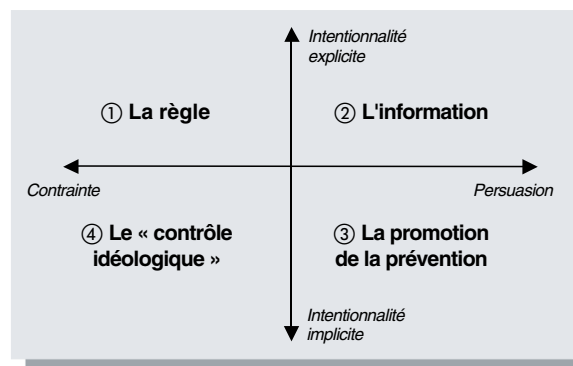 Intentionnalité
explicite
① La règle
② L'information
Contrainte
Persuasion
④ Le « contrôle
idéologique »
③ La promotion
de la prévention
Intentionnalité
implicite